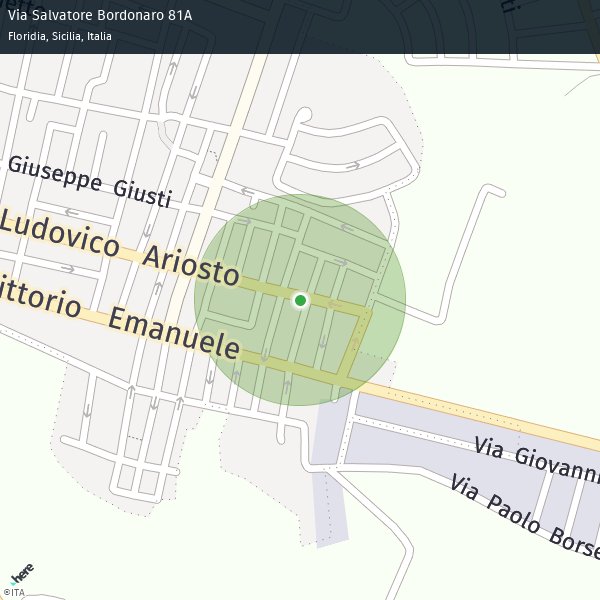 Via Salvatore Bordonaro 81A
Floridia, Sicilia, Italia
Giuseppe Giusti
Ludovico Ariosto
ittorio Emanuele
Via Giovanni
Via Paolo Borse
here
©ITA